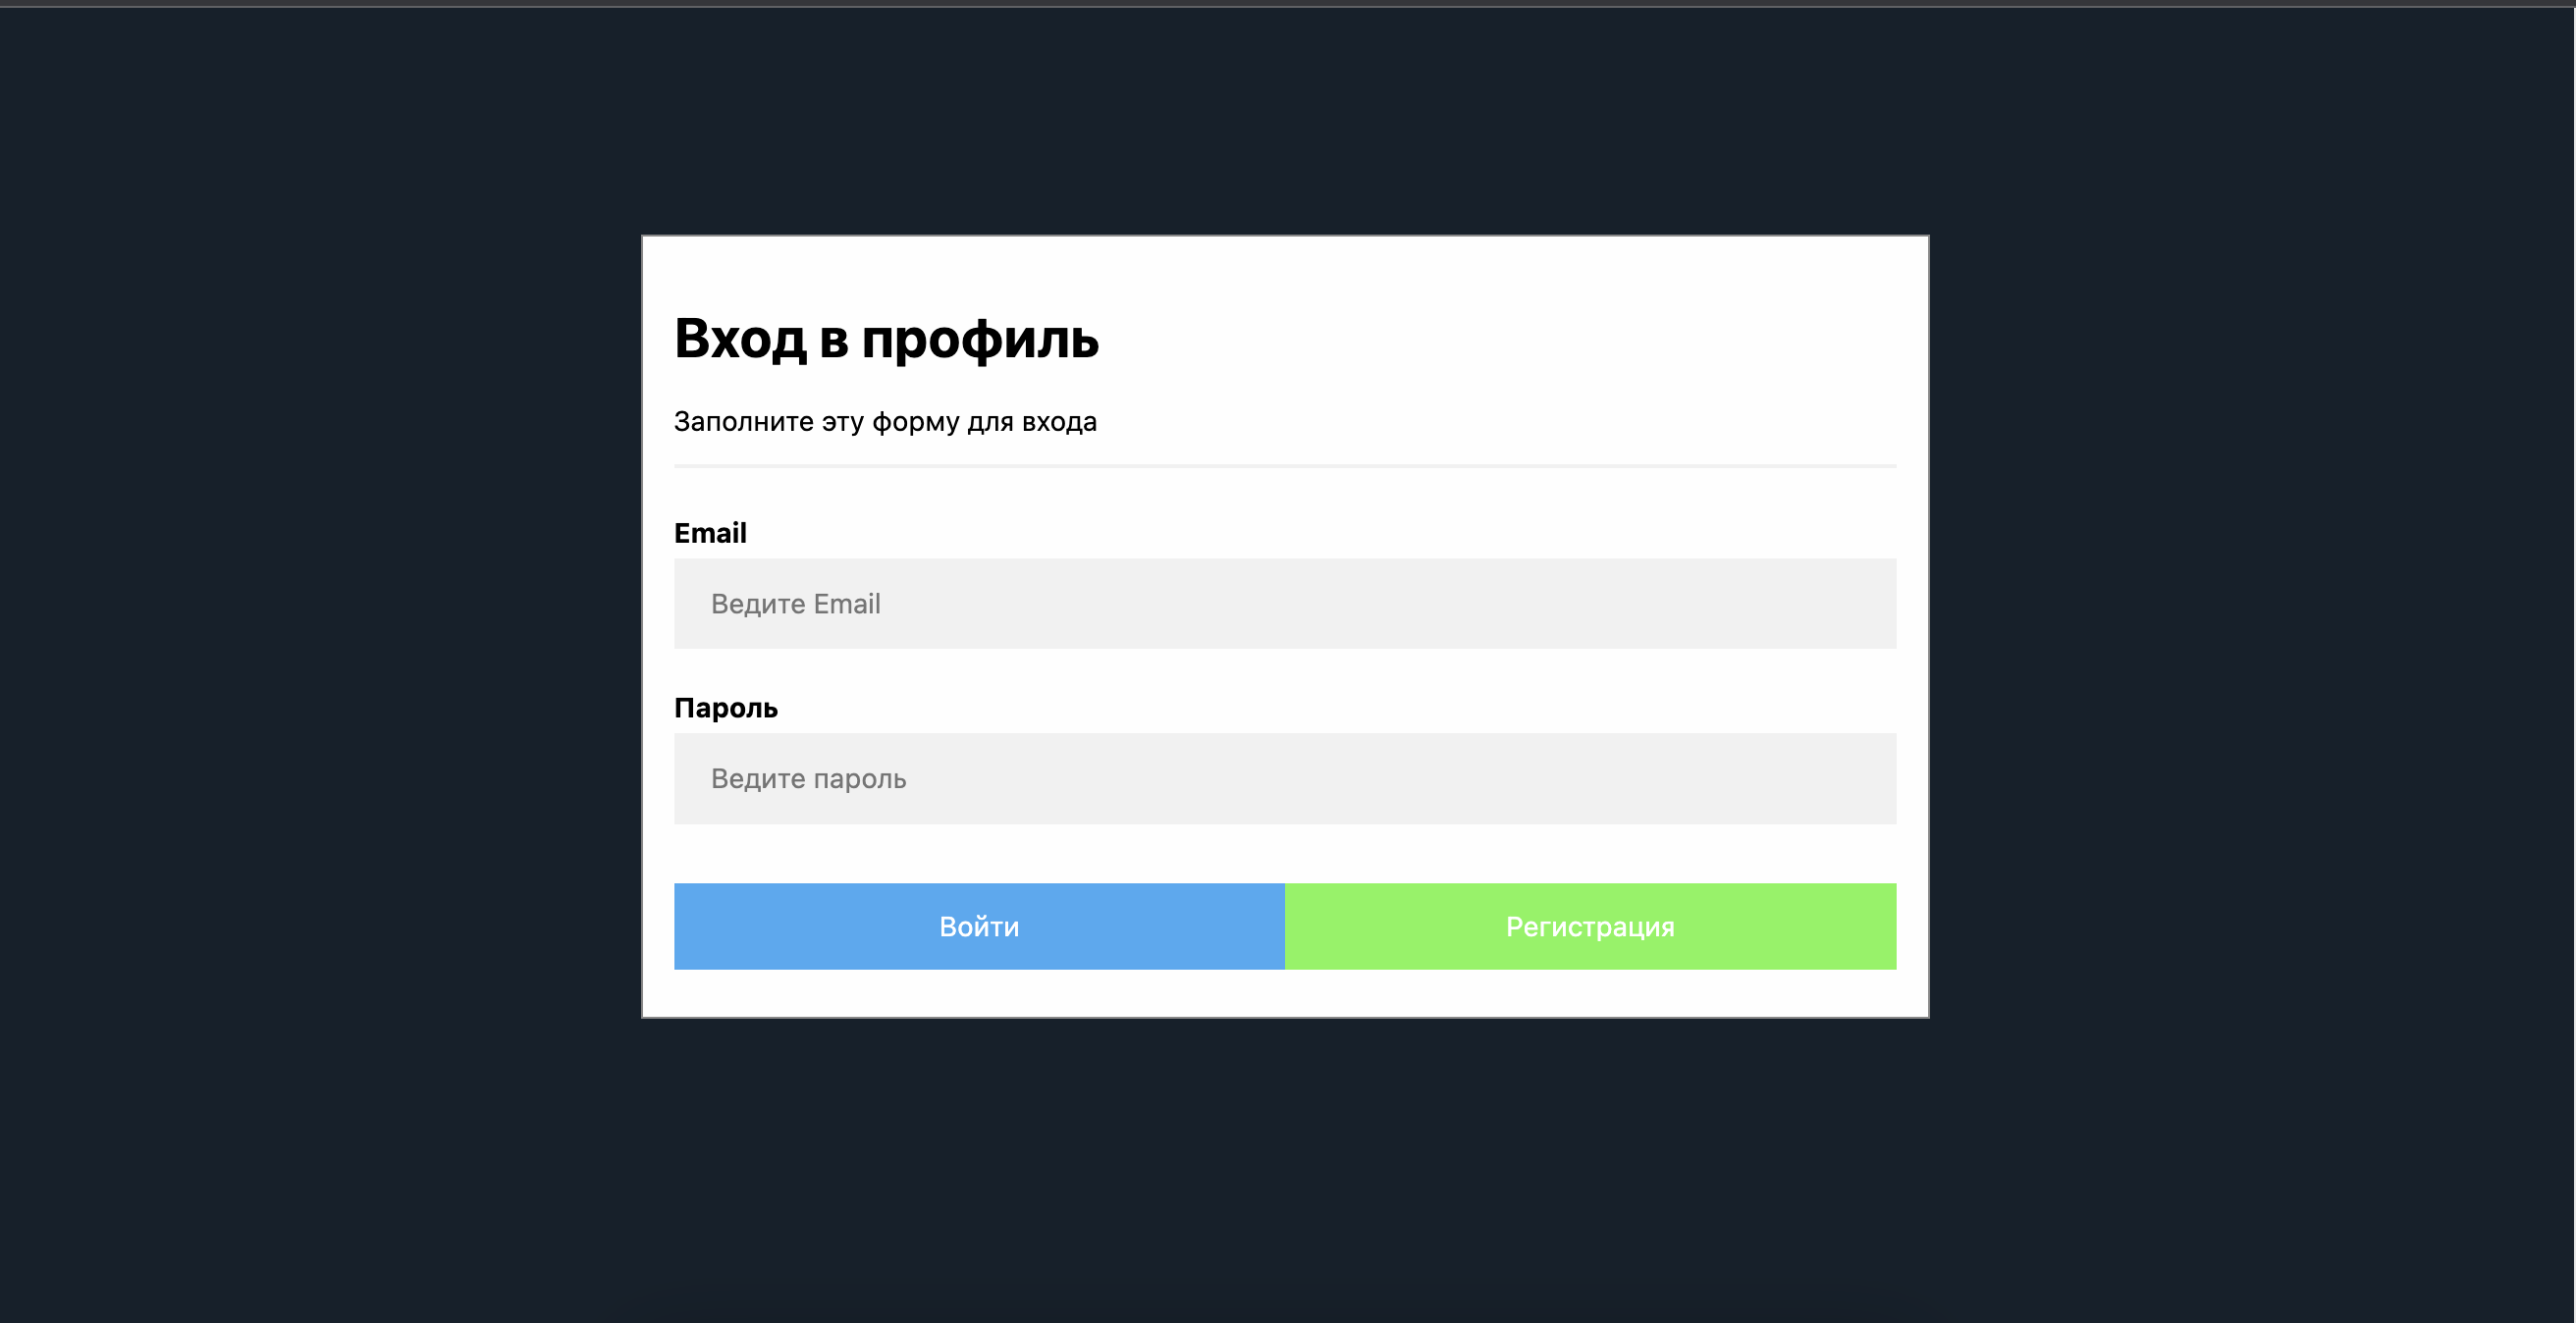 Вход в профиль
Заполните эту форму для входа
Email
Ведите Email
Пароль
Ведите пароль
Войти
Регистрация